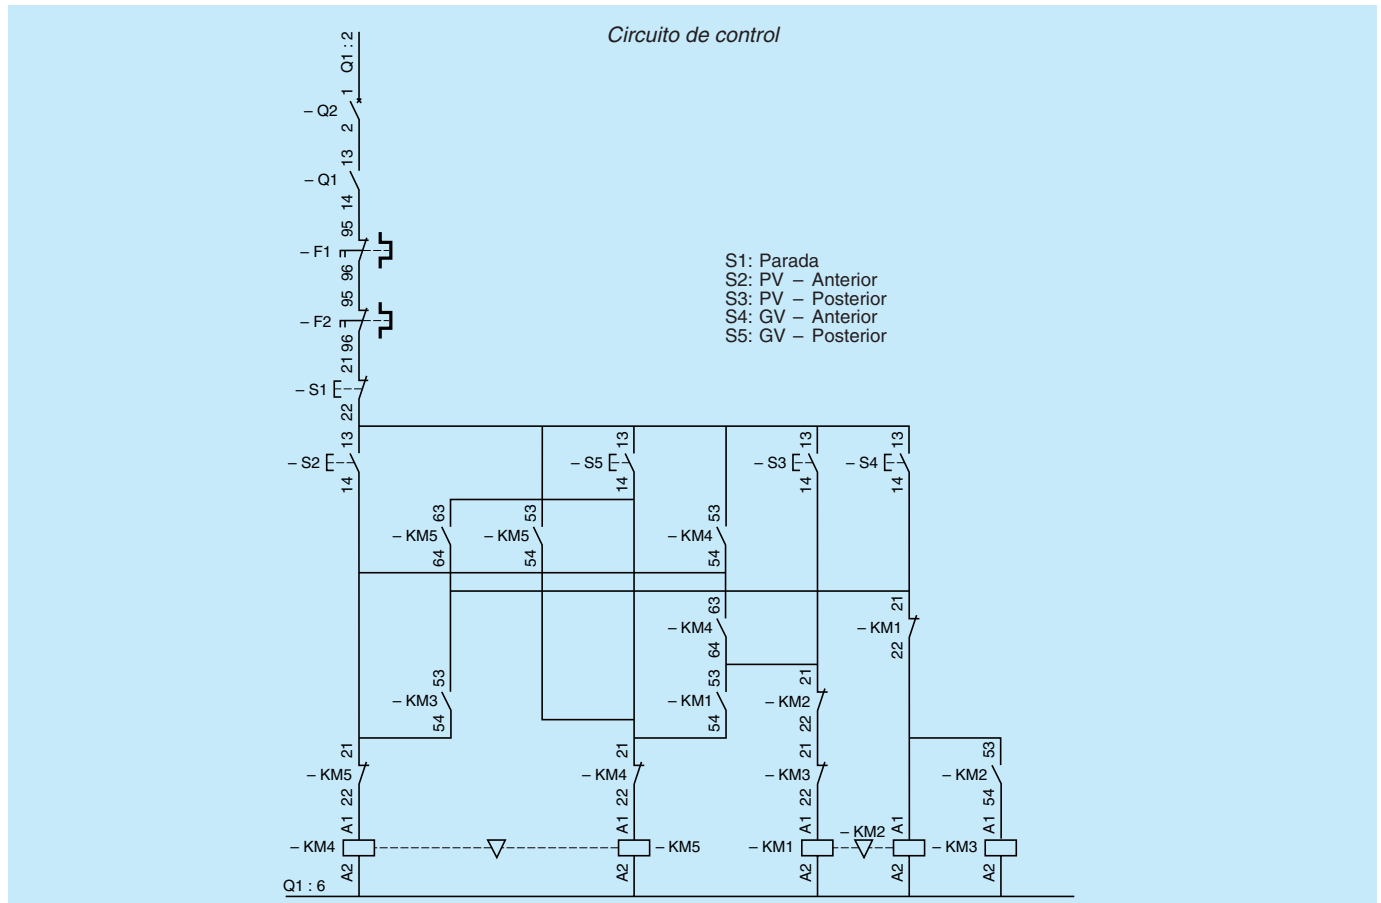 Circuito de control
Q1 : 2
1
– Q2
2
13
– Q1
14
95
– F1
96
95
– F2
96
S1: Parada
S2: PV – Anterior
S3: PV – Posterior
S4: GV – Anterior
S5: GV – Posterior
21
– S1
22
13 13 13 13
– S2 – S5 – S3 – S4
14 14 14 14
63 53 53
– KM5 – KM5 – KM4
64 54 54
63 21
– KM4 – KM1
64 22
53 53 21
– KM3 – KM1 – KM2
54 54 22
21 21 21 53
– KM5 – KM4 – KM3 – KM2
22 22 22 54
A1 A1 A1 – KM2 A1 A1
– KM4 – KM5 – KM1 – KM3
A2 A2 A2 A2 A2
Q1 : 6